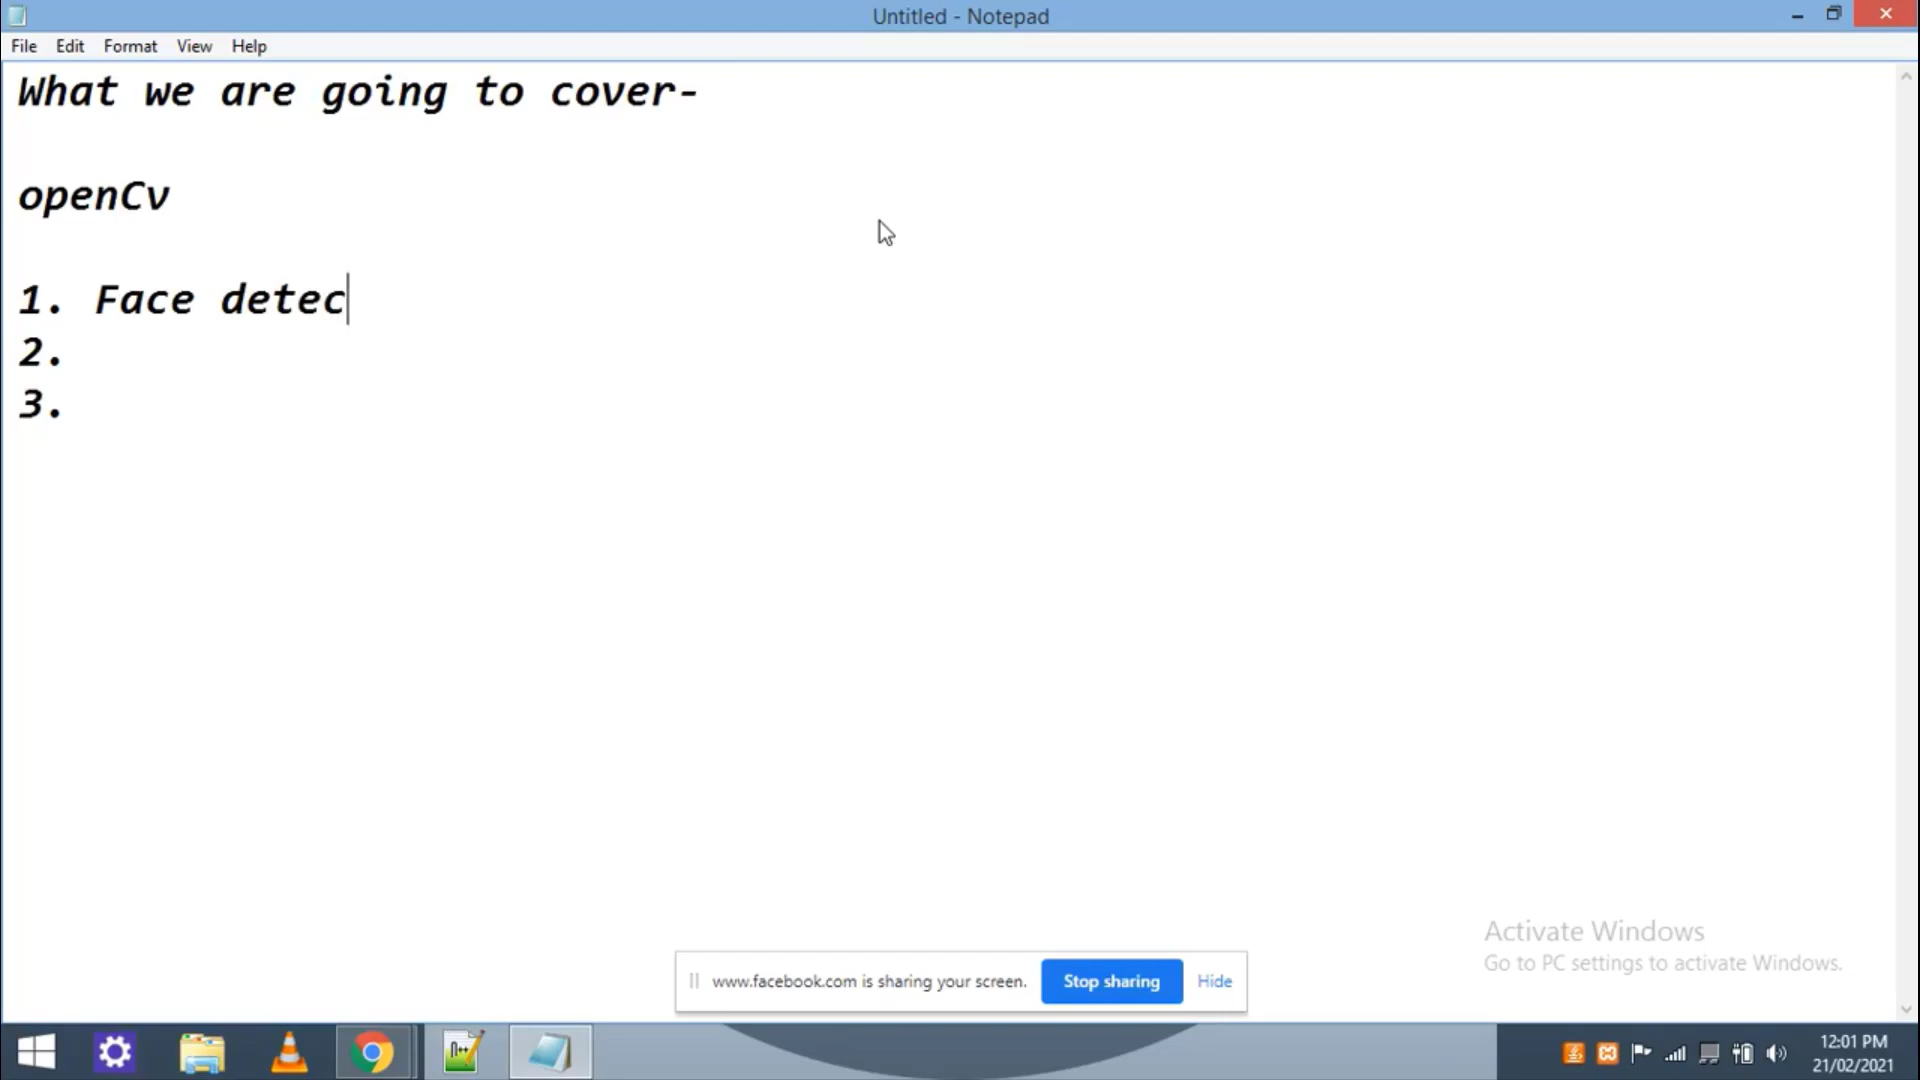 Untitled - Notepad
File Edit Format View Help
What we are going to cover-
openCv
1. Face detec
2.
3.
Activate Windows
Go to PC settings to activate Windows.
www.facebook.com is sharing your screen. Stop sharing Hide
12:01 PM
21/02/2021